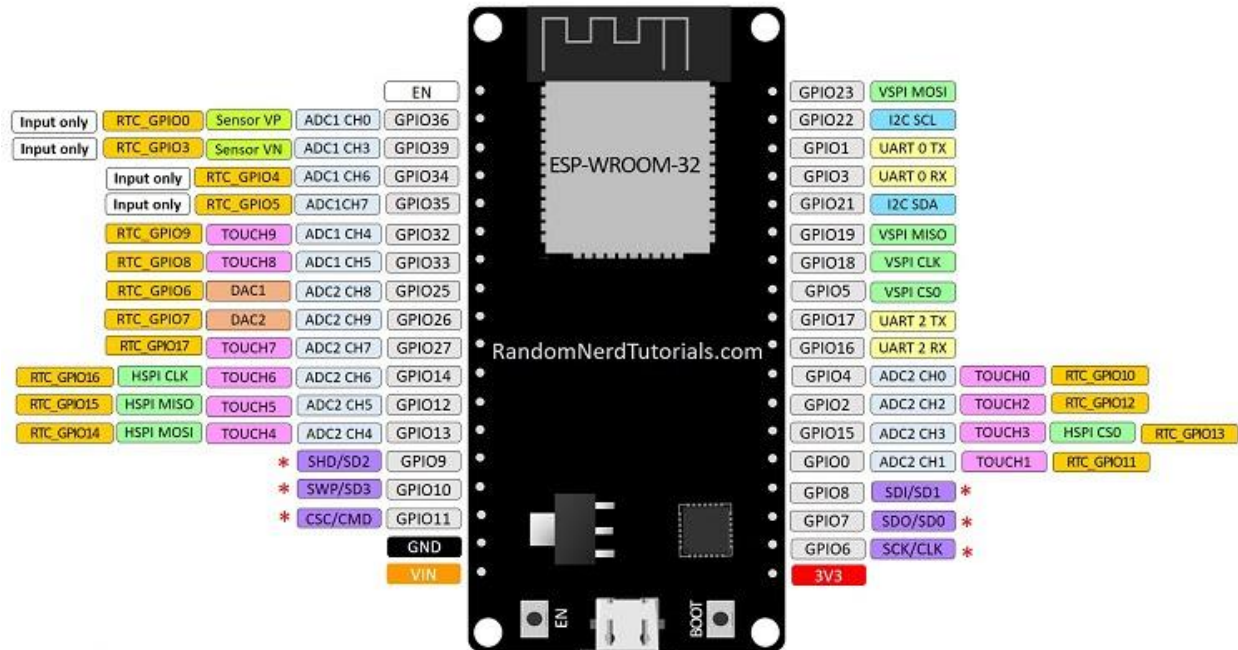 EN GPIO23 VSPI MOSI
Input only RTC_GPIO0 Sensor VP ADC1 CH0 GPIO36 GPIO22 I2C SCL
Input only RTC_GPIO3 Sensor VN ADC1 CH3 GPIO39 GPIO1 UART 0 TX
Input only RTC_GPIO4 ADC1 CH6 GPIO34 ESP-WROOM-32 GPIO3 UART 0 RX
Input only RTC_GPIO5 ADC1CH7 GPIO35 GPIO21 I2C SDA
RTC_GPIO9 TOUCH9 ADC1 CH4 GPIO32 GPIO19 VSPI MISO
RTC_GPIO8 TOUCH8 ADC1 CH5 GPIO33 GPIO18 VSPI CLK
RTC_GPIO6 DAC1 ADC2 CH8 GPIO25 GPIO5 VSPI CS0
RTC_GPIO7 DAC2 ADC2 CH9 GPIO26 GPIO17 UART 2 TX
RTC_GPIO17 TOUCH7 ADC2 CH7 GPIO27 RandomNerdTutorials.com GPIO16 UART 2 RX
RTC_GPIO16 HSPI CLK TOUCH6 ADC2 CH6 GPIO14 GPIO4 ADC2 CH0 TOUCH0 RTC_GPIO10
RTC_GPIO15 HSPI MISO TOUCH5 ADC2 CH5 GPIO12 GPIO2 ADC2 CH2 TOUCH2 RTC_GPIO12
RTC_GPIO14 HSPI MOSI TOUCH4 ADC2 CH4 GPIO13 GPIO15 ADC2 CH3 TOUCH3 HSPI CS0 RTC_GPIO13
* SHD/SD2 GPIO9 GPIO0 ADC2 CH1 TOUCH1 RTC_GPIO11
* SWP/SD3 GPIO10 GPIO8 SDI/SD1 *
* CSC/CMD GPIO11 GPIO7 SDO/SD0 *
GND GPIO6 SCK/CLK *
VIN 3V3
EN BOOT